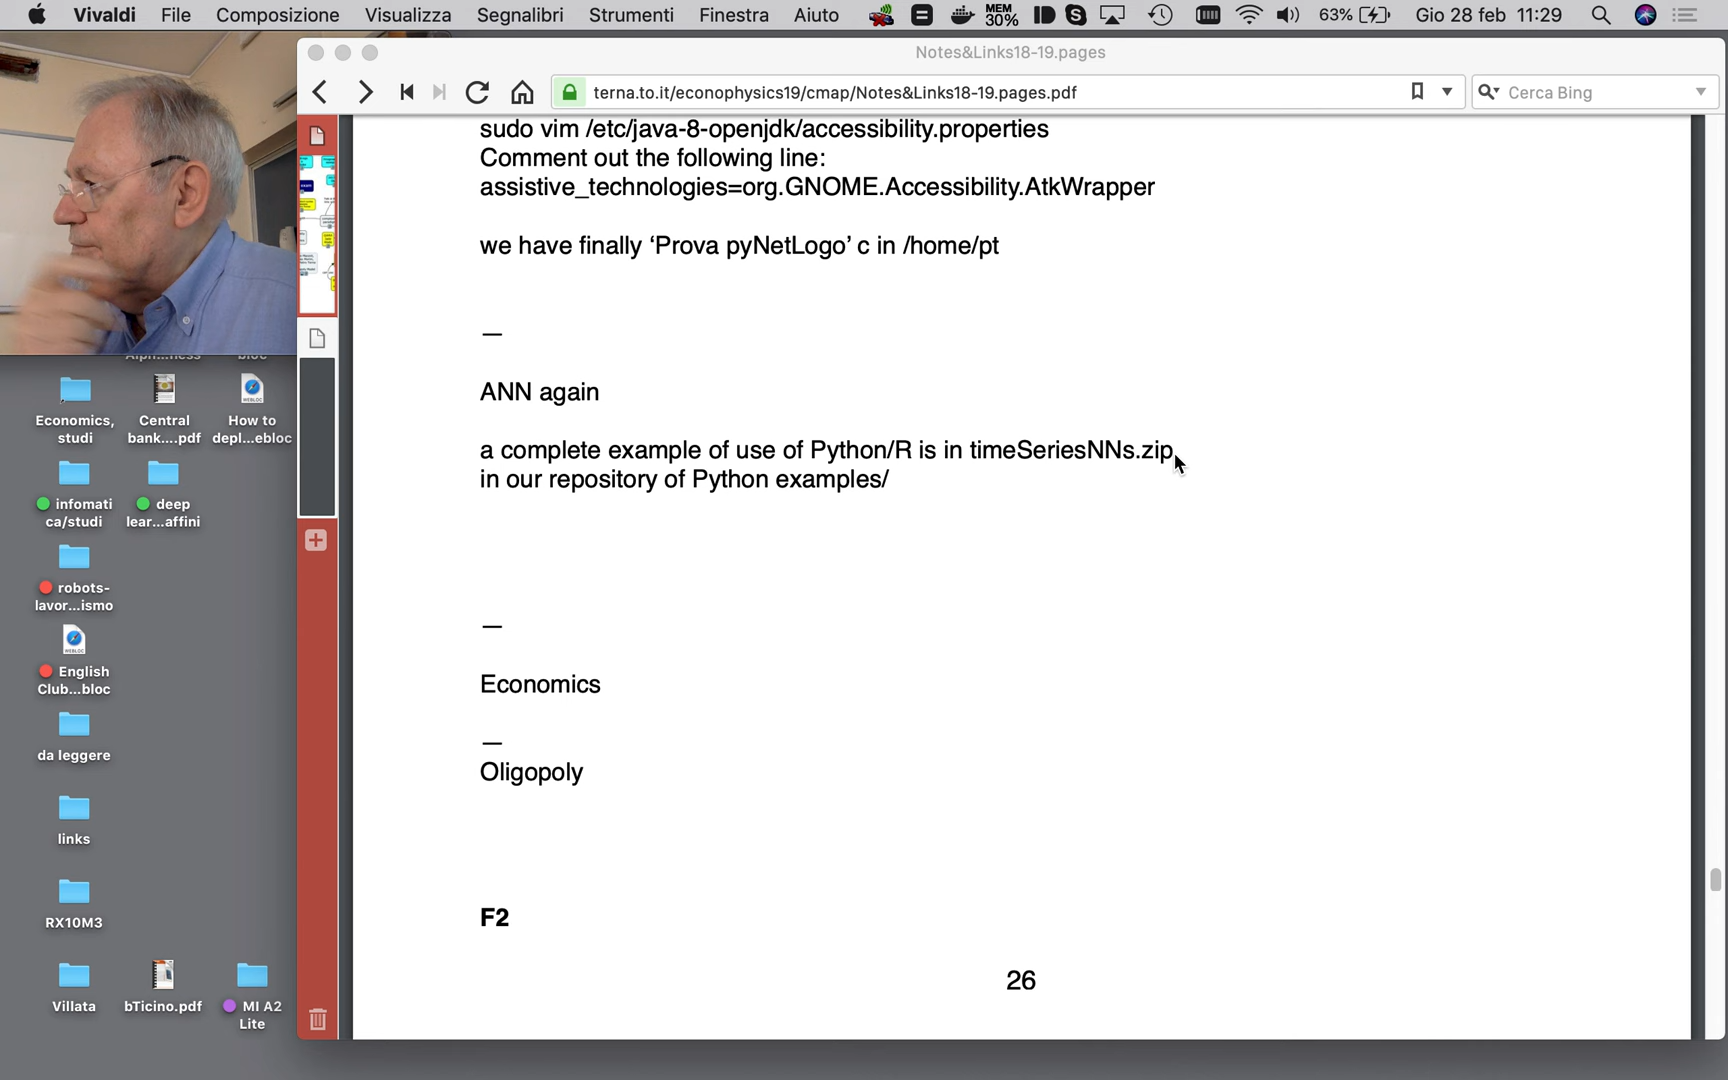 Vivaldi File Composizione Visualizza Segnalibri Strumenti Finestra Aiuto MEM 30% 63% Gio 28 feb 11:29
Notes&Links18-19.pages
terna.to.it/econophysics19/cmap/Notes&Links18-19.pages.pdf
Cerca Bing
sudo vim /etc/java-8-openjdk/accessibility.properties
Comment out the following line:
assistive_technologies=org.GNOME.Accessibility.AtkWrapper
we have finally ‘Prova pyNetLogo’ c in /home/pt
—
ANN again
a complete example of use of Python/R is in timeSeriesNNs.zip
in our repository of Python examples/
—
Economics
—
Oligopoly
F2
26
Economics,
studi
Central
bank....pdf
How to
depl...ebloc
infomati
ca/studi
deep
lear...affini
robots-
lavor...ismo
WEBLOC
English
Club...bloc
da leggere
links
RX10M3
Villata
bTicino.pdf
MI A2
Lite